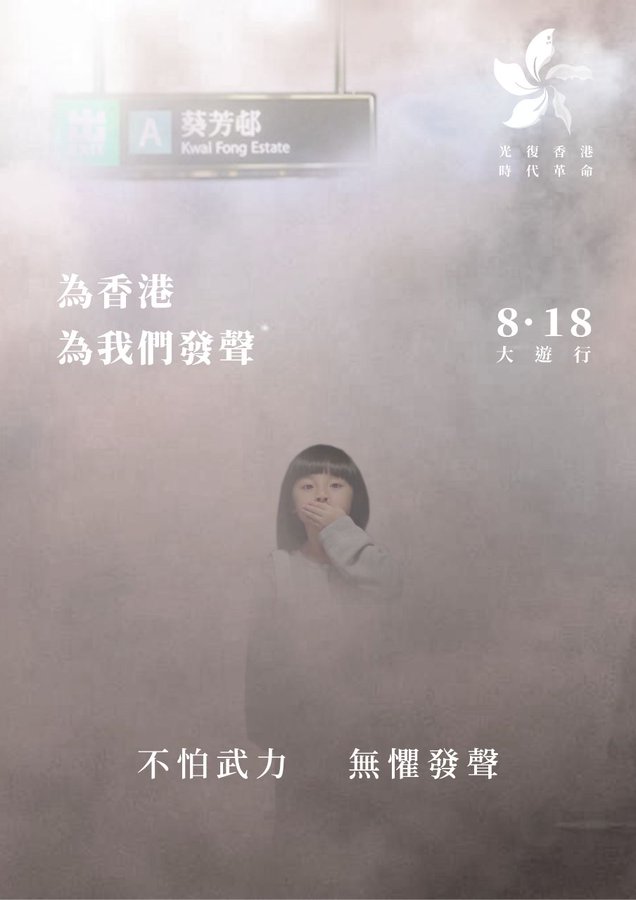 A
葵芳邨
Kwai Fong Estate
光復香港
時代革命
為香港
為我們發聲
8·18
大遊行
不怕武力 無懼發聲